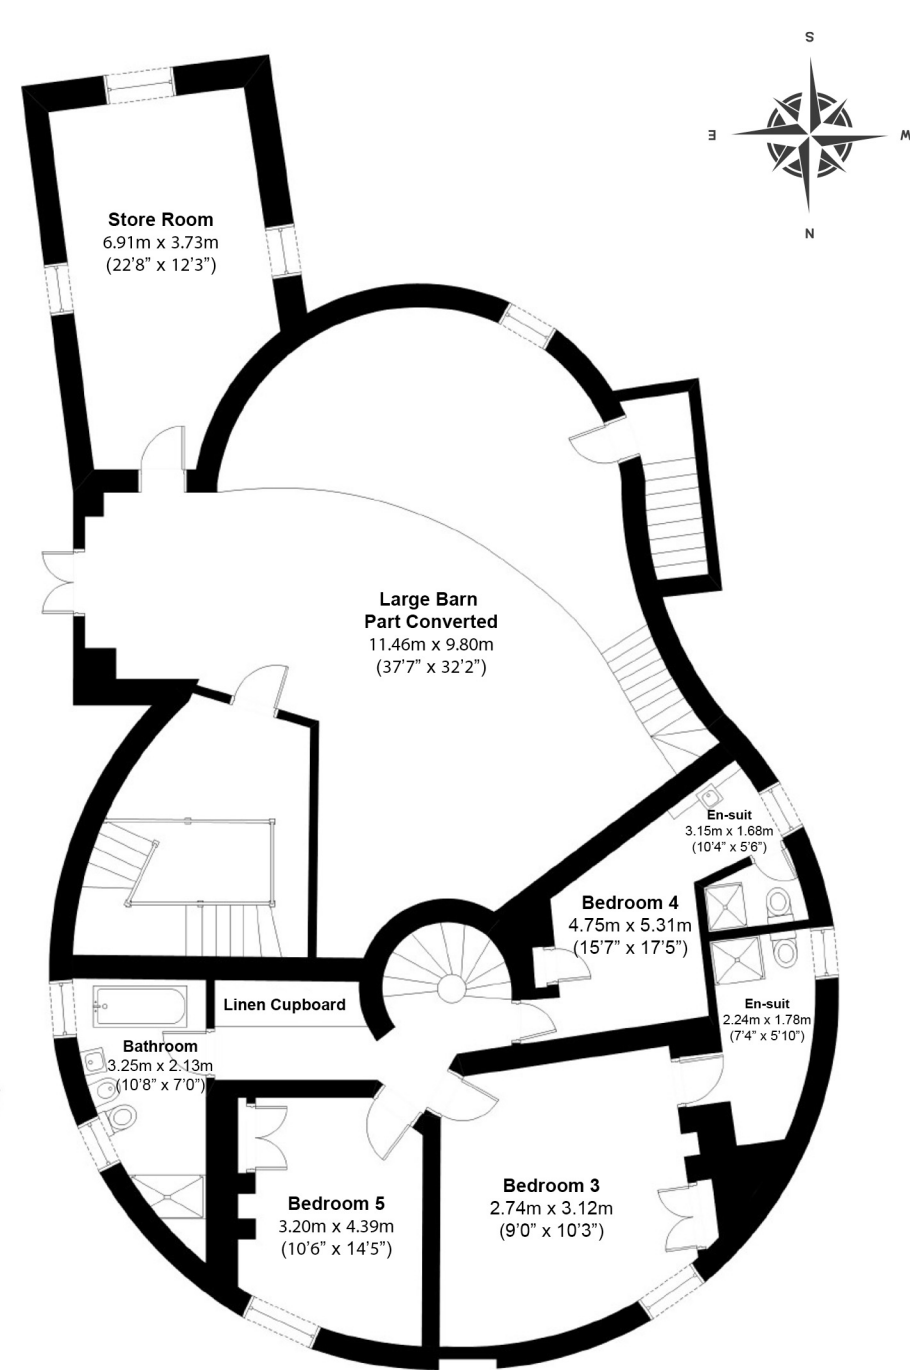 S
E
W
N
Store Room
6.91m x 3.73m
(22'8" x 12'3")
Large Barn
Part Converted
11.46m x 9.80m
(37'7" x 32'2")
En-suit
3.15m x 1.68m
(10'4" x 5'6")
Bedroom 4
4.75m x 5.31m
(15'7" x 17'5")
Linen Cupboard
En-suit
2.24m x 1.78m
(7'4" x 5'10")
Bathroom
3.25m x 2.13m
(10'8" x 7'0")
Bedroom 3
2.74m x 3.12m
(9'0" x 10'3")
Bedroom 5
3.20m x 4.39m
(10'6" x 14'5")